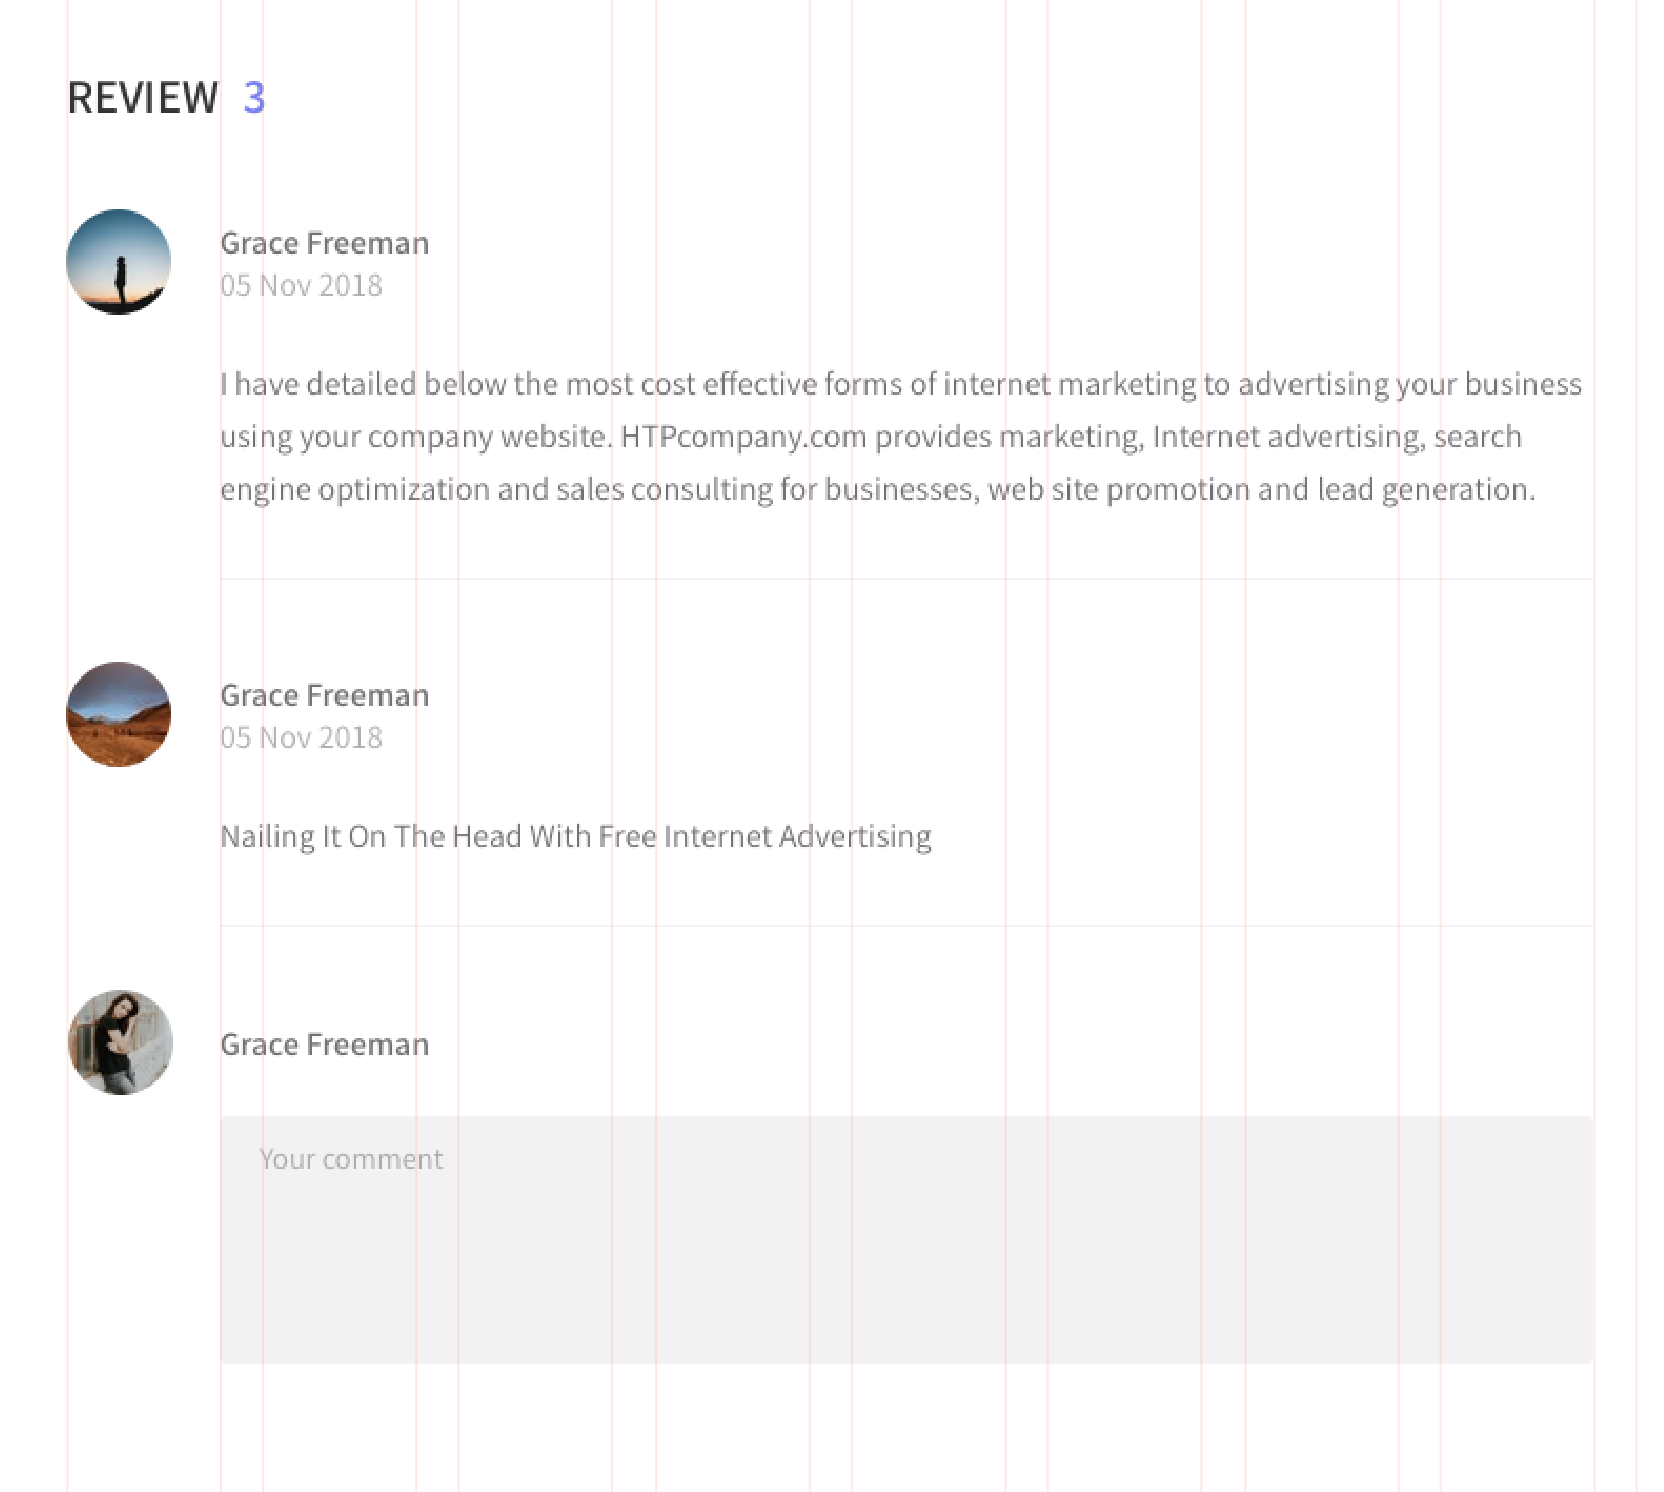 REVIEW 3
Grace Freeman
05 Nov 2018
I have detailed below the most cost effective forms of internet marketing to advertising your business
using your company website. HTPcompany.com provides marketing, Internet advertising, search
engine optimization and sales consulting for businesses, web site promotion and lead generation.
Grace Freeman
05 Nov 2018
Nailing It On The Head With Free Internet Advertising
Grace Freeman
Your comment